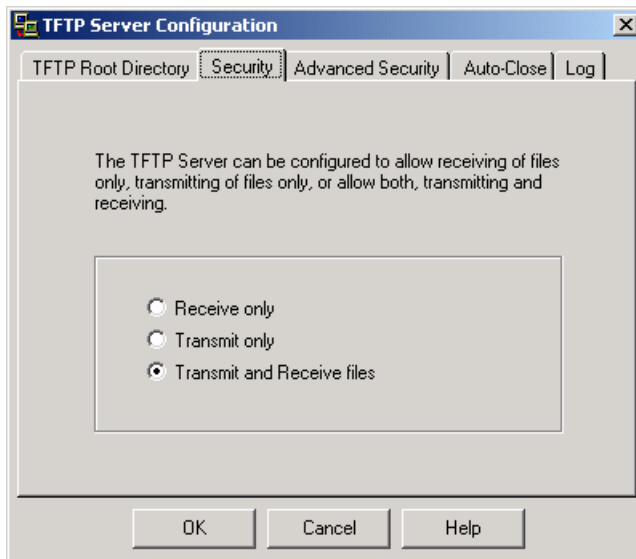 TFTP Server Configuration
TFTP Root Directory Security Advanced Security Auto-Close Log
The TFTP Server can be configured to allow receiving of files
only, transmitting of files only, or allow both, transmitting and
receiving.
Receive only
Transmit only
Transmit and Receive files
OK Cancel Help